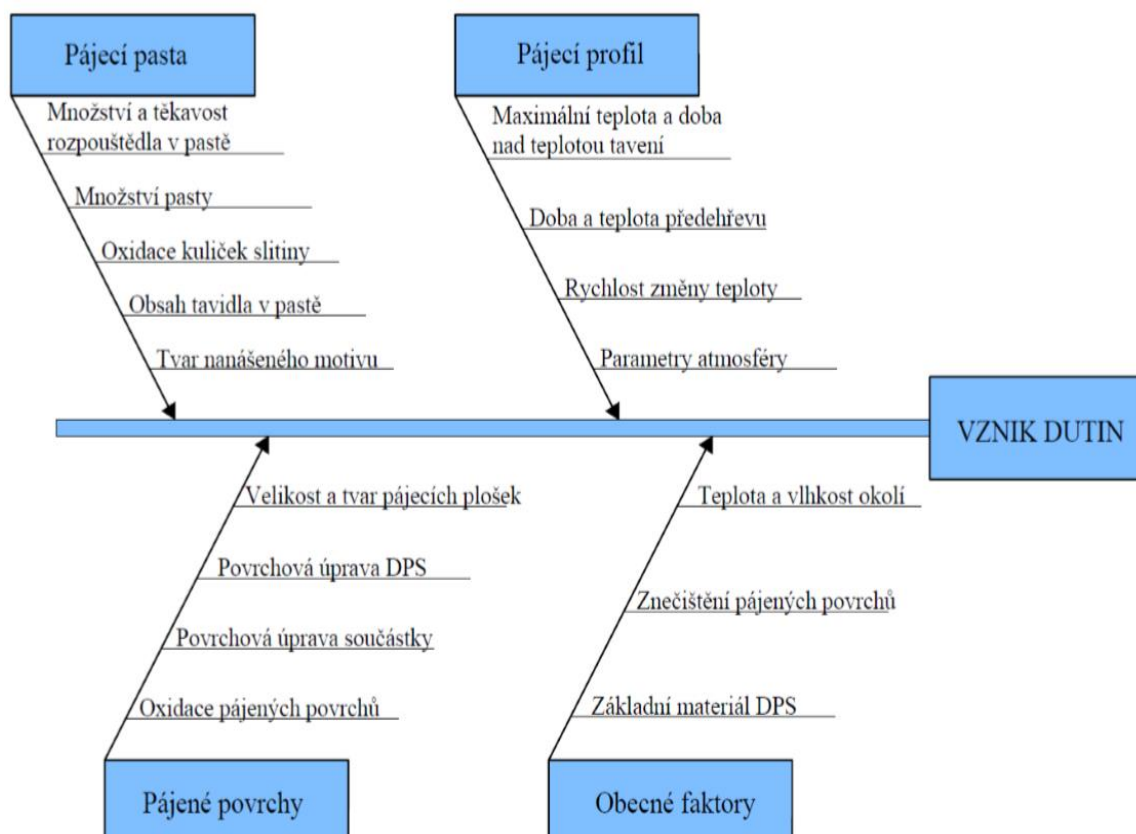 Pájecí pasta
Množství a těkavost
rozpouštědla v pastě
Množství pasty
Oxidace kuliček slitiny
Obsah tavidla v pastě
Tvar nanášeného motivu
Pájecí profil
Maximální teplota a doba
nad teplotou tavení
Doba a teplota předehřevu
Rychlost změny teploty
Parametry atmosféry
VZNIK DUTIN
Velikost a tvar pájecích plošek
Povrchová úprava DPS
Povrchová úprava součástky
Oxidace pájených povrchů
Pájené povrchy
Teplota a vlhkost okolí
Znečištění pájených povrchů
Základní materiál DPS
Obecné faktory